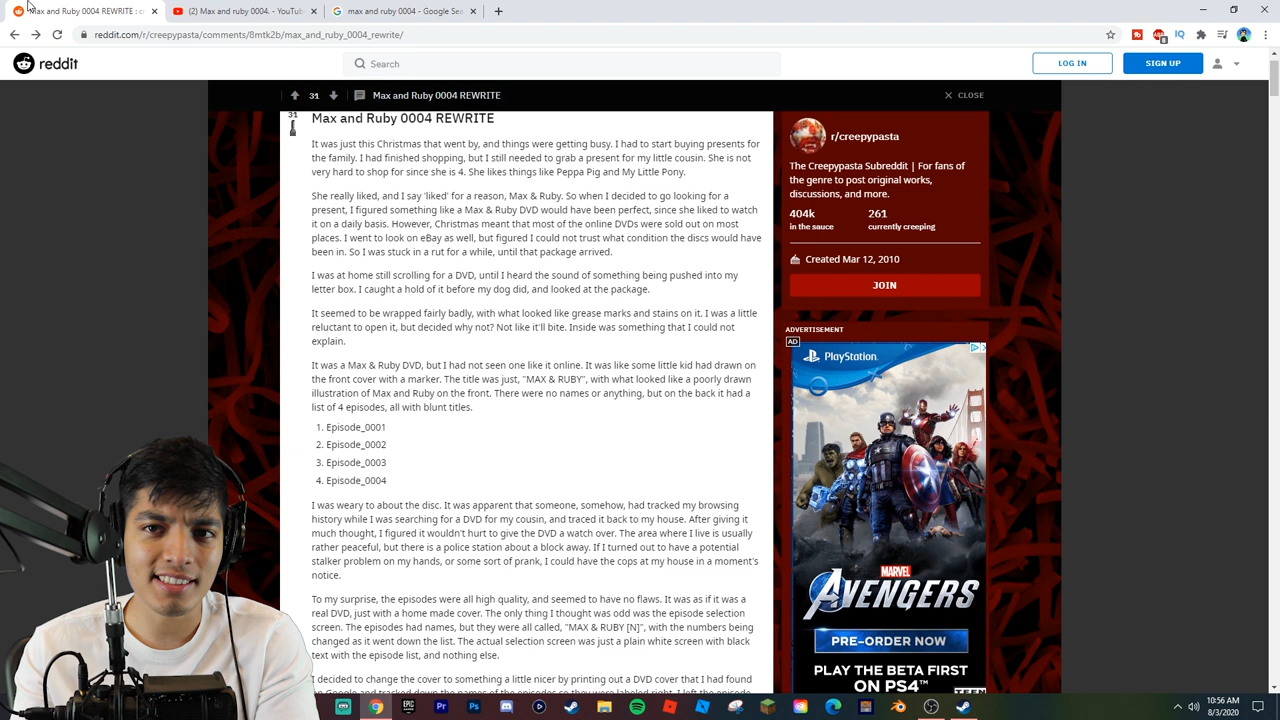 Max and Ruby 0004 REWRITE : cr
(2) Max and ruby 0004. - YouTub
max and ruby 0004 - Google Sea
reddit.com/r/creepypasta/comments/8mtk2b/max_and_ruby_0004_rewrite/
reddit
Search
LOG IN
SIGN UP
31
Max and Ruby 0004 REWRITE
CLOSE
31
Max and Ruby 0004 REWRITE
It was just this Christmas that went by, and things were getting busy. I had to start buying presents for
the family. I had finished shopping, but I still needed to grab a present for my little cousin. She is not
very hard to shop for since she is 4. She likes things like Peppa Pig and My Little Pony.
She really liked, and I say 'liked' for a reason, Max & Ruby. So when I decided to go looking for a
present, I figured something like a Max & Ruby DVD would have been perfect, since she liked to watch
it on a daily basis. However, Christmas meant that most of the online DVDs were sold out on most
places. I went to look on eBay as well, but figured I could not trust what condition the discs would have
been in. So I was stuck in a rut for a while, until that package arrived.
I was at home still scrolling for a DVD, until I heard the sound of something being pushed into my
letter box. I caught a hold of it before my dog did, and looked at the package.
It seemed to be wrapped fairly badly, with what looked like grease marks and stains on it. I was a little
reluctant to open it, but decided why not? Not like it'll bite. Inside was something that I could not
explain.
It was a Max & Ruby DVD, but I had not seen one like it online. It was like some little kid had drawn on
the front cover with a marker. The title was just, "MAX & RUBY", with what looked like a poorly drawn
illustration of Max and Ruby on the front. There were no names or anything, but on the back it had a
list of 4 episodes, all with blunt titles.
1. Episode_0001
2. Episode_0002
3. Episode_0003
4. Episode_0004
I was weary to about the disc. It was apparent that someone, somehow, had tracked my browsing
history while I was searching for a DVD for my cousin, and traced it back to my house. After giving it
much thought, I figured it wouldn't hurt to give the DVD a watch over. The area where I live is usually
rather peaceful, but there is a police station about a block away. If I turned out to have a potential
stalker problem on my hands, or some sort of prank, I could have the cops at my house in a moment's
notice.
To my surprise, the episodes were all high quality, and seemed to have no flaws. It was as if it was a
real DVD, just with a home made cover. The only thing I thought was odd was the episode selection
screen. The episodes had names, but they were all called, "MAX & RUBY [N]", with the numbers being
changed as it went down the list. The actual selection screen was just a plain white screen with black
text with the episode list, and nothing else.
I decided to change the cover to something a little nicer by printing out a DVD cover that I had found
r/creepypasta
The Creepypasta Subreddit | For fans of
the genre to post original works,
discussions, and more.
404k
261
in the sauce
currently creeping
Created Mar 12, 2010
JOIN
ADVERTISEMENT
AD
PlayStation
MARVEL
AVENGERS
PRE-ORDER NOW
PLAY THE BETA FIRST
ON PS4™
TEEN
10:56 AM
8/3/2020